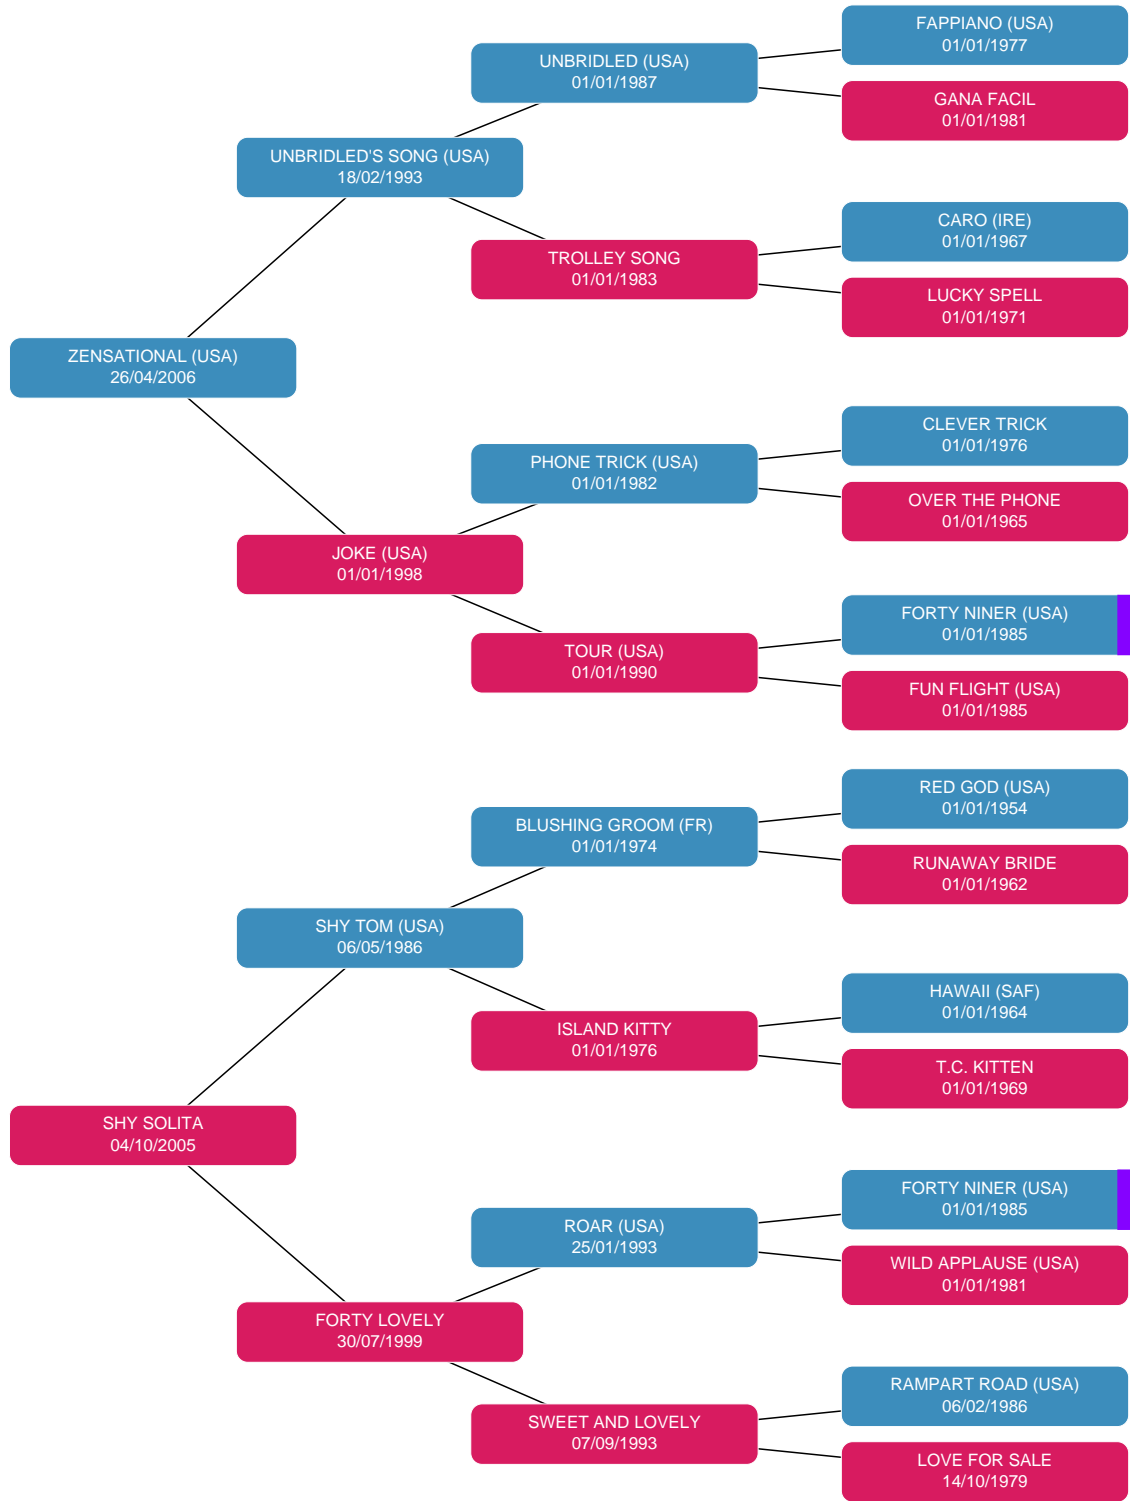 FAPPIANO (USA)
01/01/1977
UNBRIDLED (USA)
01/01/1987
GANA FACIL
01/01/1981
UNBRIDLED'S SONG (USA)
18/02/1993
CARO (IRE)
01/01/1967
TROLLEY SONG
01/01/1983
LUCKY SPELL
01/01/1971
ZENSATIONAL (USA)
26/04/2006
CLEVER TRICK
01/01/1976
PHONE TRICK (USA)
01/01/1982
OVER THE PHONE
01/01/1965
JOKE (USA)
01/01/1998
FORTY NINER (USA)
01/01/1985
TOUR (USA)
01/01/1990
FUN FLIGHT (USA)
01/01/1985
RED GOD (USA)
01/01/1954
BLUSHING GROOM (FR)
01/01/1974
RUNAWAY BRIDE
01/01/1962
SHY TOM (USA)
06/05/1986
HAWAII (SAF)
01/01/1964
ISLAND KITTY
01/01/1976
T.C. KITTEN
01/01/1969
SHY SOLITA
04/10/2005
FORTY NINER (USA)
01/01/1985
ROAR (USA)
25/01/1993
WILD APPLAUSE (USA)
01/01/1981
FORTY LOVELY
30/07/1999
RAMPART ROAD (USA)
06/02/1986
SWEET AND LOVELY
07/09/1993
LOVE FOR SALE
14/10/1979